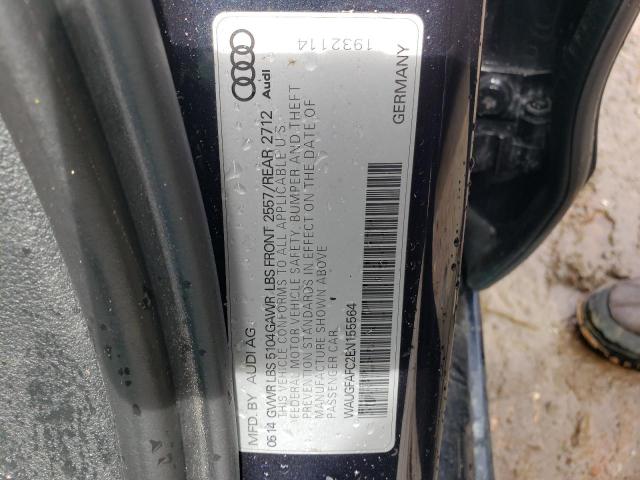 MFD BY AUDI AG
0614 GVWR LBS 5104 GAWR LBS FRONT 2557/REAR 2712
THIS VEHICLE CONFORMS TO ALL APPLICABLE U.S.
FEDERAL MOTOR VEHICLE SAFETY, BUMPER AND THEFT
PREVENTION STANDARDS IN EFFECT ON THE DATE OF
MANUFACTURE SHOWN ABOVE
PASSENGER CAR
WAUGFAFC2EN155564
Audi
GERMANY
1932114